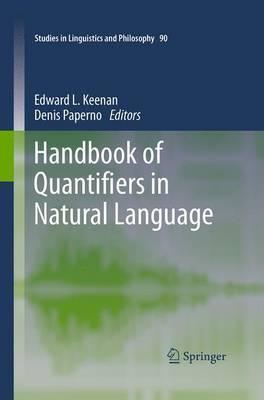 Studies in Linguistics and Philosophy 90
Edward L. Keenan
Denis Paperno Editors
Handbook of
Quantifiers in
Natural Language
Springer